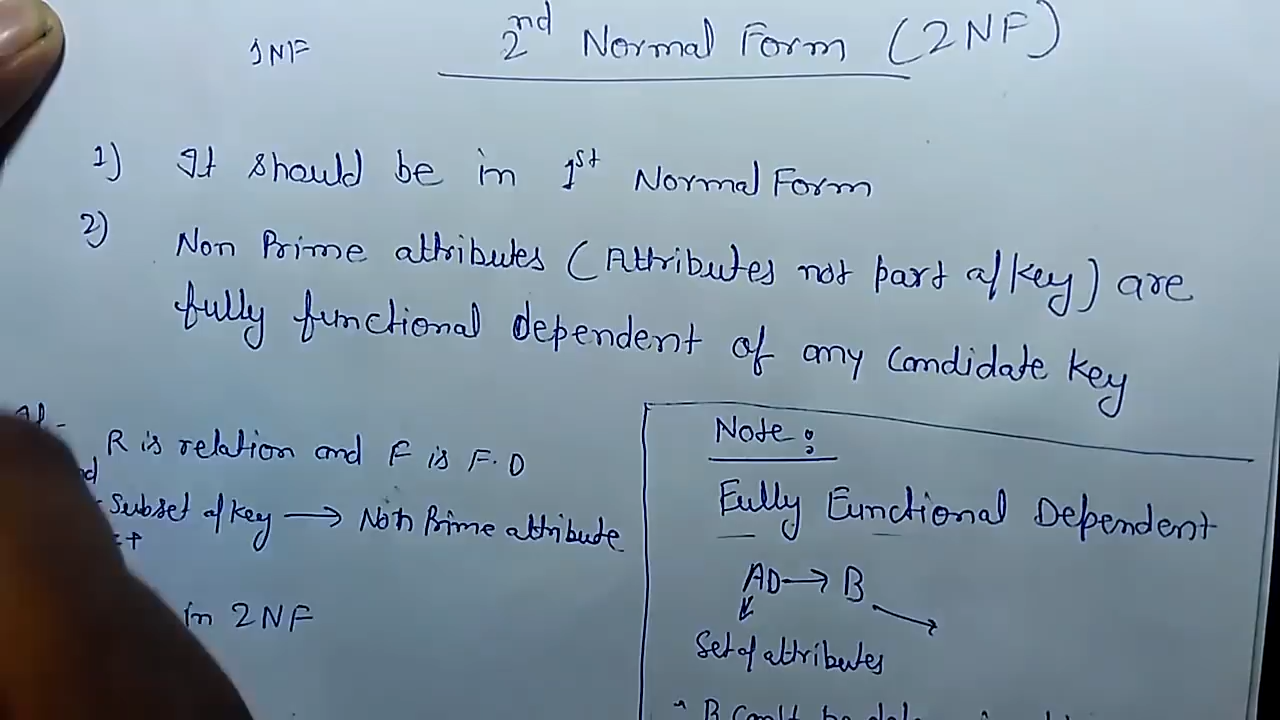 1NF
2nd Normal Form (2NF)
1) It should be in 1st Normal Form
2) Non Prime attributes (Attributes not part of key) are
fully functional dependent of any candidate key
R is relation and F is F.D
Subset of key → Non Prime attribute
in 2NF
Note:
Fully Functional Dependent
AD → B
Set of attributes
* B can't be